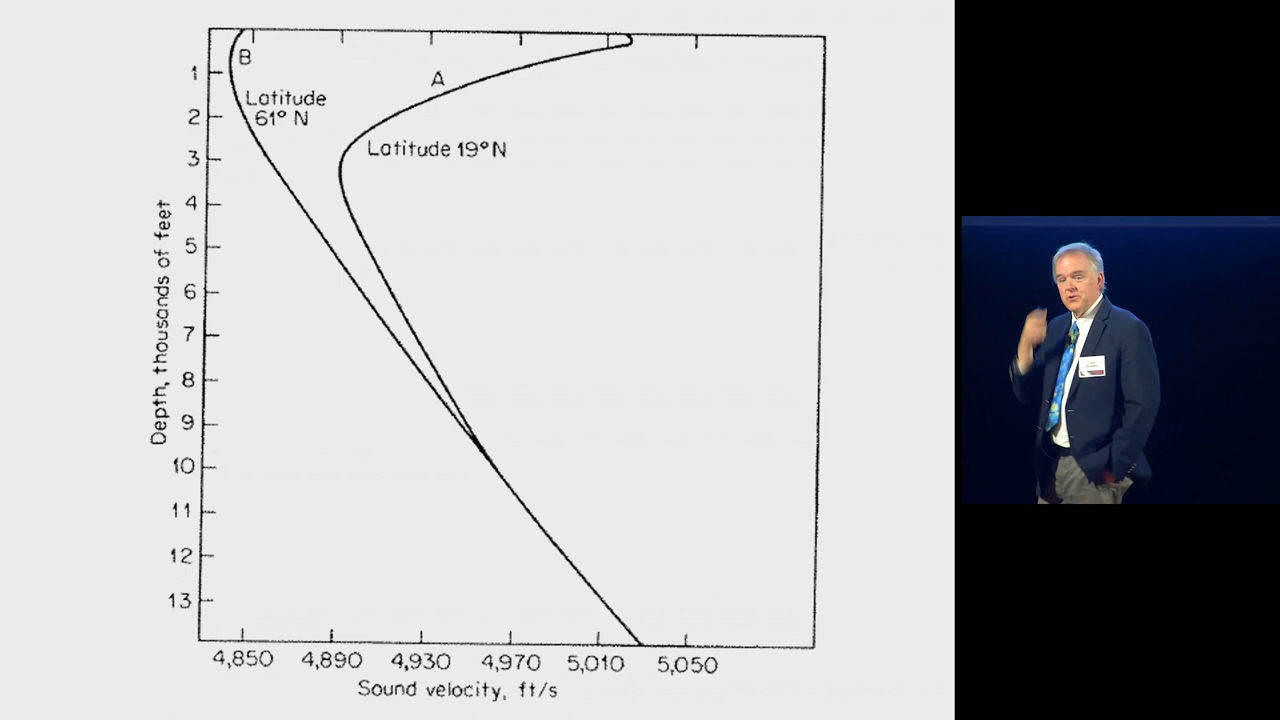 B
A
Latitude
61° N
Latitude 19° N
1
2
3
4
5
6
7
8
9
10
11
12
13
Depth, thousands of feet
4,850 4,890 4,930 4,970 5,010 5,050
Sound velocity, ft/s